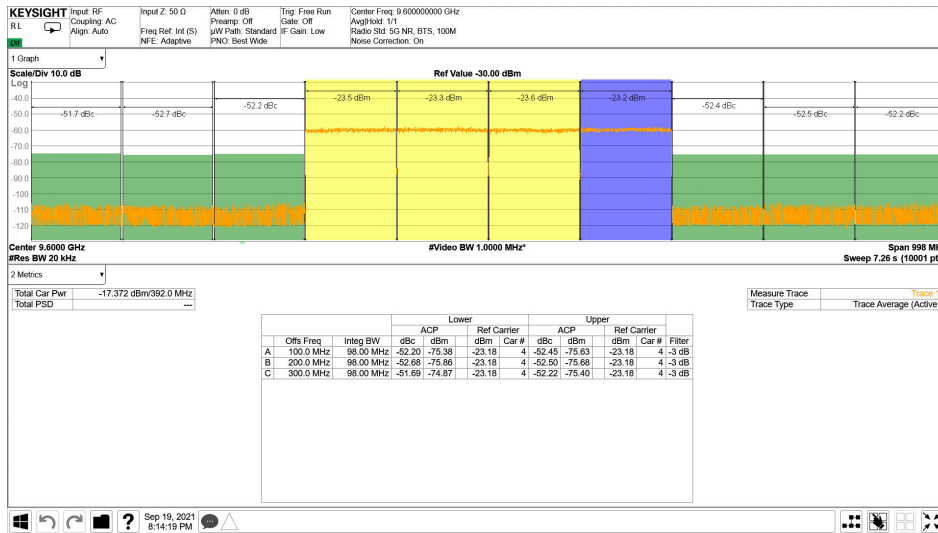 KEYSIGHT Input: RF Input Z: 50 Ω Atten: 0 dB Trig: Free Run Center Freq: 9.600000000 GHz
Coupling: AC Preamp: Off Gate: Off Avg|Hold: 1/1
R L Align: Auto Freq Ref: Int (S) µW Path: Standard IF Gain: Low Radio Std: 5G NR, BTS, 100M
NFE: Adaptive PNO: Best Wide Noise Correction: On
LXI
1 Graph
Scale/Div 10.0 dB Ref Value -30.00 dBm
Log
-40.0
-50.0
-60.0
-70.0
-80.0
-90.0
-100
-110
-120
-51.7 dBc -52.7 dBc -52.2 dBc -23.5 dBm -23.3 dBm -23.6 dBm -23.2 dBm -52.4 dBc -52.5 dBc -52.2 dBc
Center 9.6000 GHz #Video BW 1.0000 MHz* Span 998 MH
#Res BW 20 kHz Sweep 7.26 s (10001 pt
2 Metrics
Total Car Pwr -17.372 dBm/392.0 MHz
Total PSD ---
Measure Trace Trace 1
Trace Type Trace Average (Active
Lower Upper
ACP Ref Carrier ACP Ref Carrier
Offs Freq Integ BW dBc dBm dBm Car # dBc dBm dBm Car # Filter
A 100.0 MHz 98.00 MHz -52.20 -75.38 -23.18 4 -52.45 -75.63 -23.18 4 -3 dB
B 200.0 MHz 98.00 MHz -52.68 -75.86 -23.18 4 -52.50 -75.68 -23.18 4 -3 dB
C 300.0 MHz 98.00 MHz -51.69 -74.87 -23.18 4 -52.22 -75.40 -23.18 4 -3 dB
?
Sep 19, 2021
8:14:19 PM